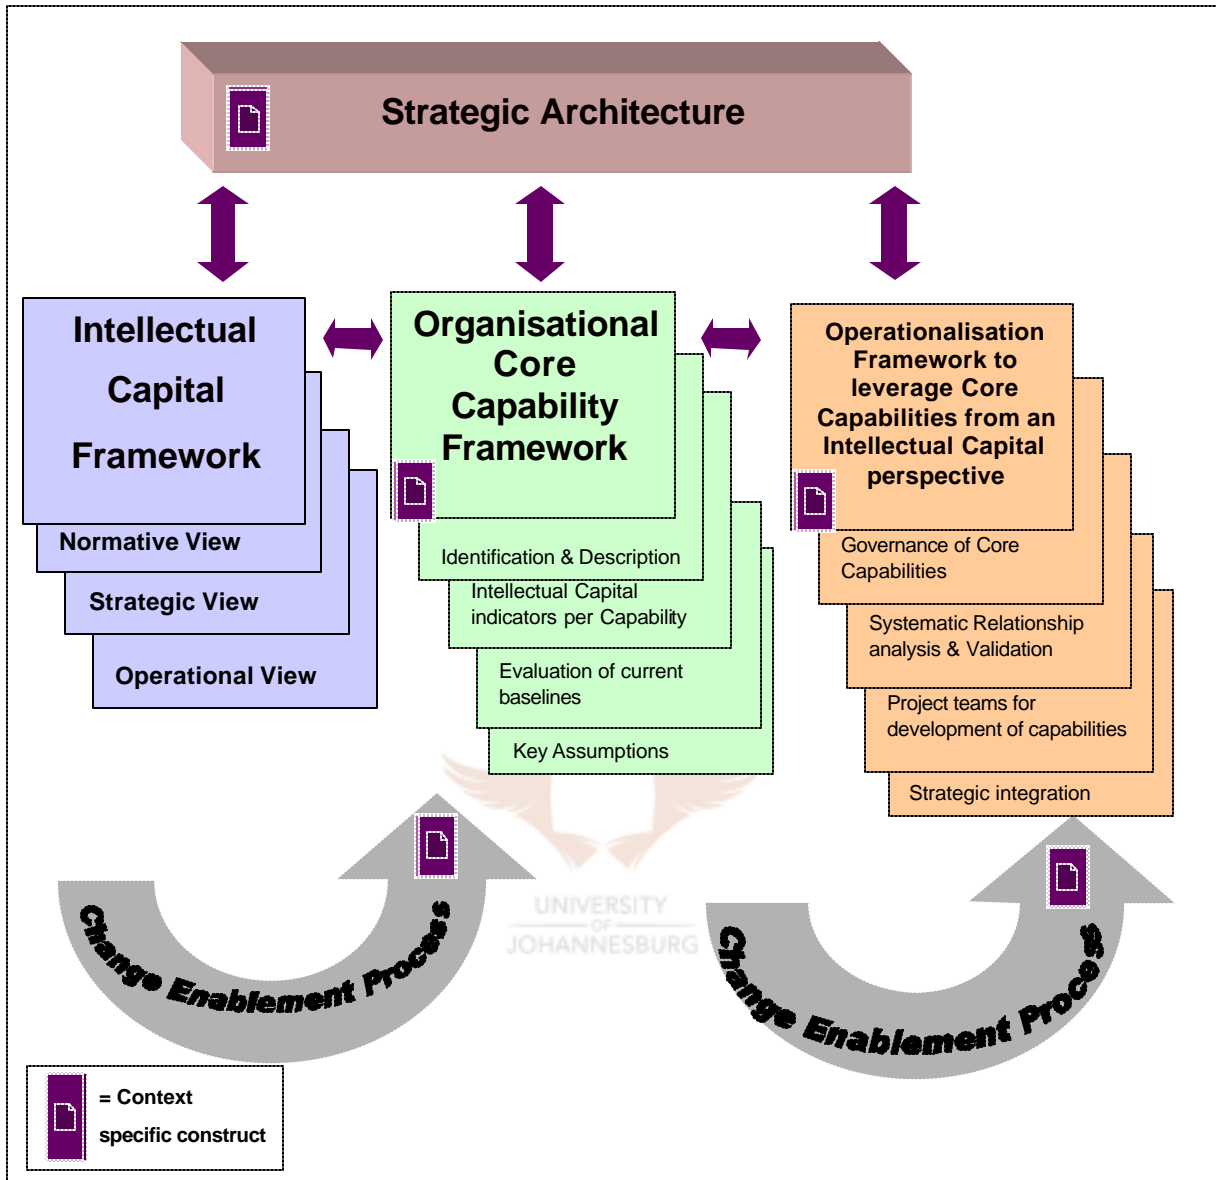 Strategic Architecture
Intellectual
Capital
Framework
Normative View
Strategic View
Operational View
Organisational
Core
Capability
Framework
Identification & Description
Intellectual Capital
indicators per Capability
Evaluation of current
baselines
Key Assumptions
Operationalisation
Framework to
leverage Core
Capabilities from an
Intellectual Capital
perspective
Governance of Core
Capabilities
Systematic Relationship
analysis & Validation
Project teams for
development of capabilities
Strategic integration
Change Enablement Process
UNIVERSITY
OF
JOHANNESBURG
Change Enablement Process
= Context
specific construct